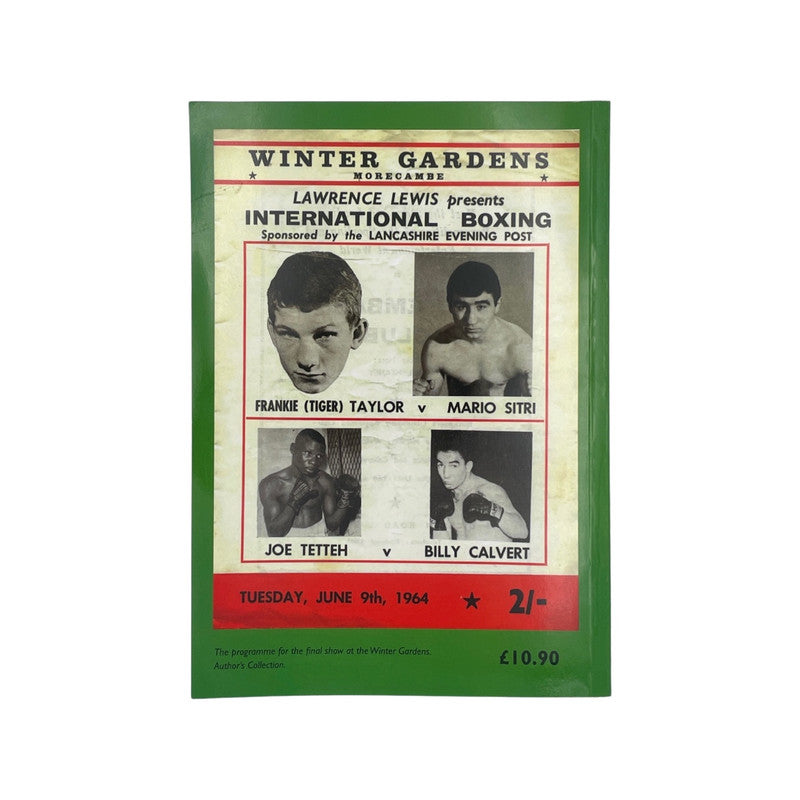 WINTER GARDENS
★ MORECAMBE ★
LAWRENCE LEWIS presents
INTERNATIONAL BOXING
Sponsored by the LANCASHIRE EVENING POST
FRANKIE (TIGER) TAYLOR v MARIO SITRI
JOE TETTEH v BILLY CALVERT
TUESDAY, JUNE 9th, 1964 ★ 2/-
The programme for the final show at the Winter Gardens.
Author's Collection.
£10.90